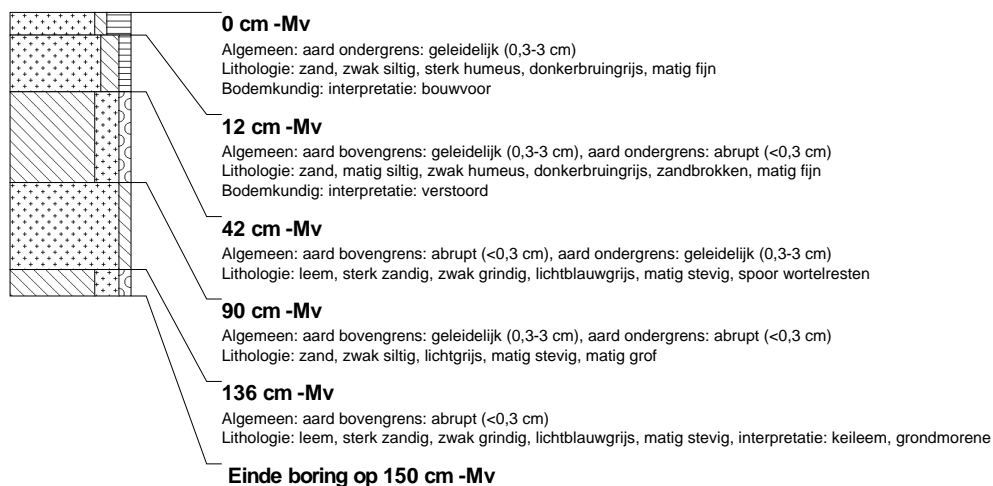 0 cm -Mv
Algemeen: aard ondergrens: geleidelijk (0,3-3 cm)
Lithologie: zand, zwak siltig, sterk humeus, donkerbruingrijs, matig fijn
Bodemkundig: interpretatie: bouwvoor
12 cm -Mv
Algemeen: aard bovengrens: geleidelijk (0,3-3 cm), aard ondergrens: abrupt (<0,3 cm)
Lithologie: zand, matig siltig, zwak humeus, donkerbruingrijs, zandbrokken, matig fijn
Bodemkundig: interpretatie: verstoord
42 cm -Mv
Algemeen: aard bovengrens: abrupt (<0,3 cm), aard ondergrens: geleidelijk (0,3-3 cm)
Lithologie: leem, sterk zandig, zwak grindig, lichtblauwgrijs, matig stevig, spoor wortelresten
90 cm -Mv
Algemeen: aard bovengrens: geleidelijk (0,3-3 cm), aard ondergrens: abrupt (<0,3 cm)
Lithologie: zand, zwak siltig, lichtgrijs, matig stevig, matig grof
136 cm -Mv
Algemeen: aard bovengrens: abrupt (<0,3 cm)
Lithologie: leem, sterk zandig, zwak grindig, lichtblauwgrijs, matig stevig, interpretatie: keileem, grondmorene
Einde boring op 150 cm -Mv